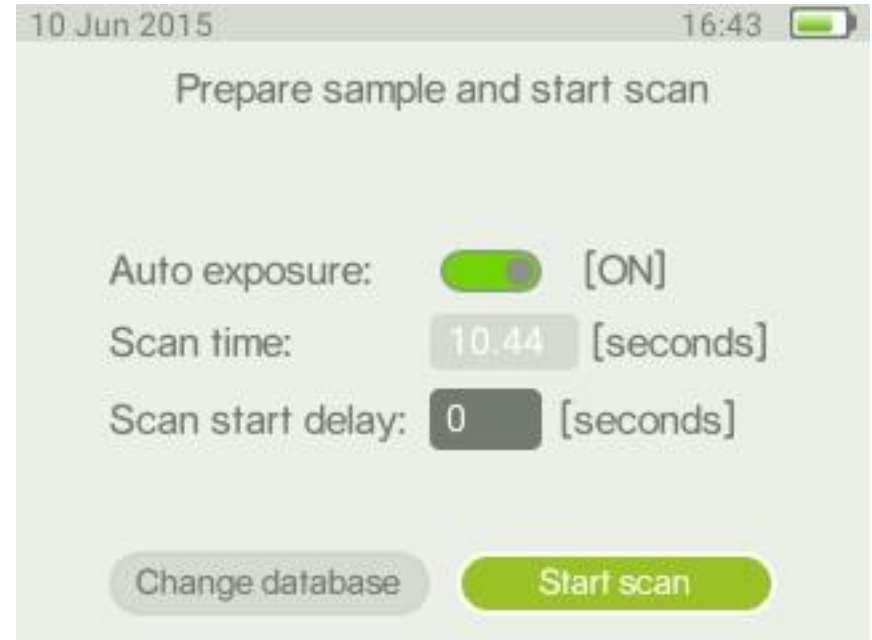 10 Jun 2015 16:43
Prepare sample and start scan
Auto exposure: [ON]
Scan time: 10.44 [seconds]
Scan start delay: 0 [seconds]
Change database Start scan